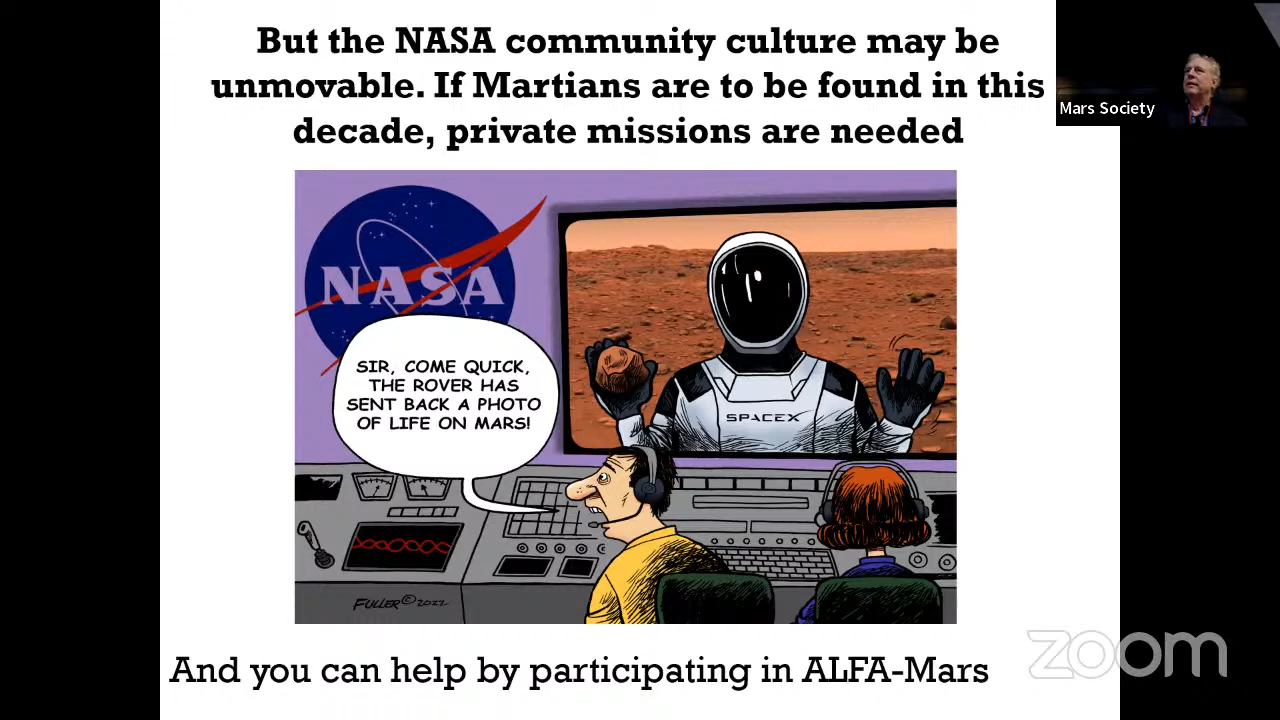 But the NASA community culture may be
unmovable. If Martians are to be found in this
decade, private missions are needed
Mars Society
NASA
SIR, COME QUICK,
THE ROVER HAS
SENT BACK A PHOTO
OF LIFE ON MARS!
SPACEX
FULLER © 2022
And you can help by participating in ALFA-Mars
zoom